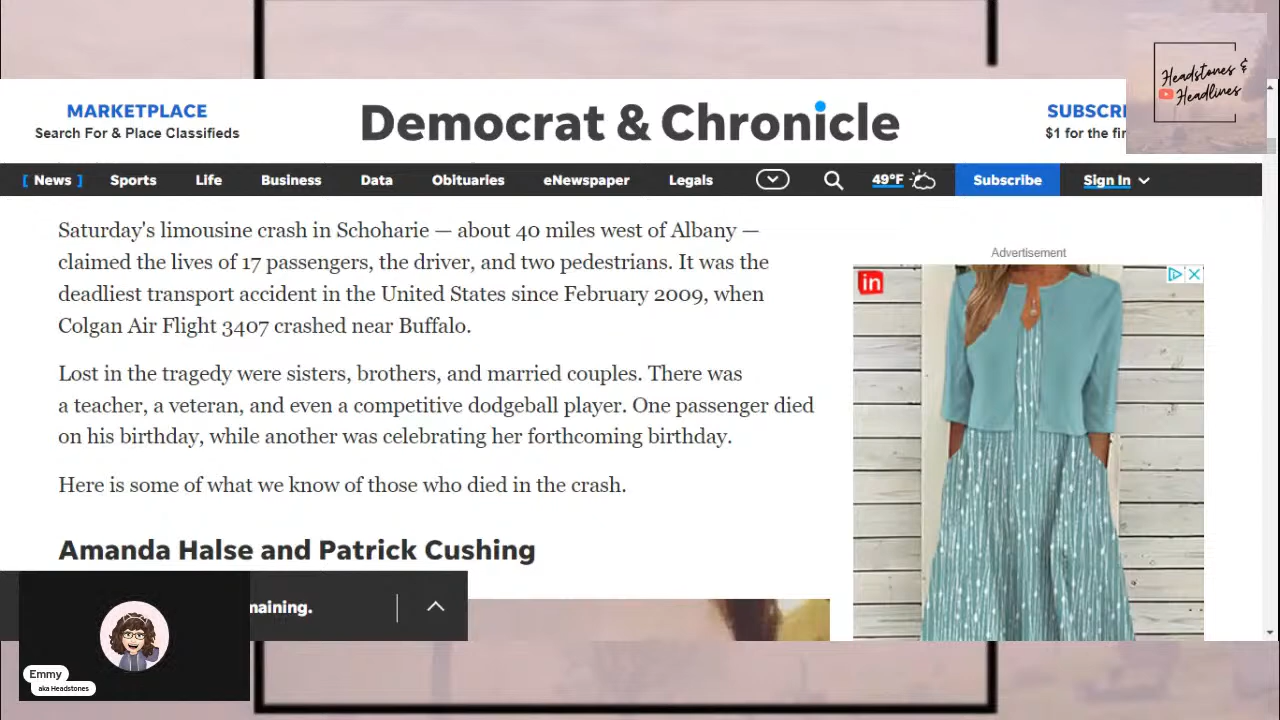 MARKETPLACE
Search For & Place Classifieds
Democrat & Chronicle
SUBSCRI
$1 for the fir
Headstones &
Headlines
[ News ] Sports Life Business Data Obituaries eNewspaper Legals 49°F Subscribe Sign In
Saturday's limousine crash in Schoharie — about 40 miles west of Albany —
claimed the lives of 17 passengers, the driver, and two pedestrians. It was the
deadliest transport accident in the United States since February 2009, when
Colgan Air Flight 3407 crashed near Buffalo.
Lost in the tragedy were sisters, brothers, and married couples. There was
a teacher, a veteran, and even a competitive dodgeball player. One passenger died
on his birthday, while another was celebrating her forthcoming birthday.
Here is some of what we know of those who died in the crash.
Amanda Halse and Patrick Cushing
Advertisement
in
maining.
Emmy
aka Headstones